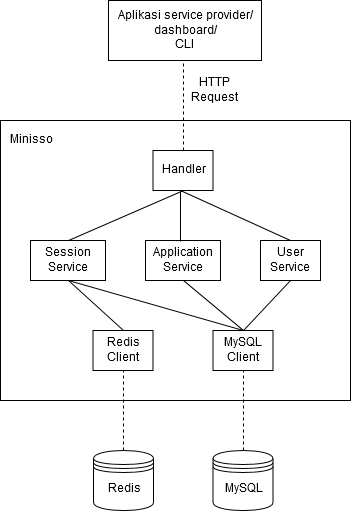 Aplikasi service provider/
dashboard/
CLI
HTTP
Request
Minisso
Handler
Session
Service
Application
Service
User
Service
Redis
Client
MySQL
Client
Redis
MySQL